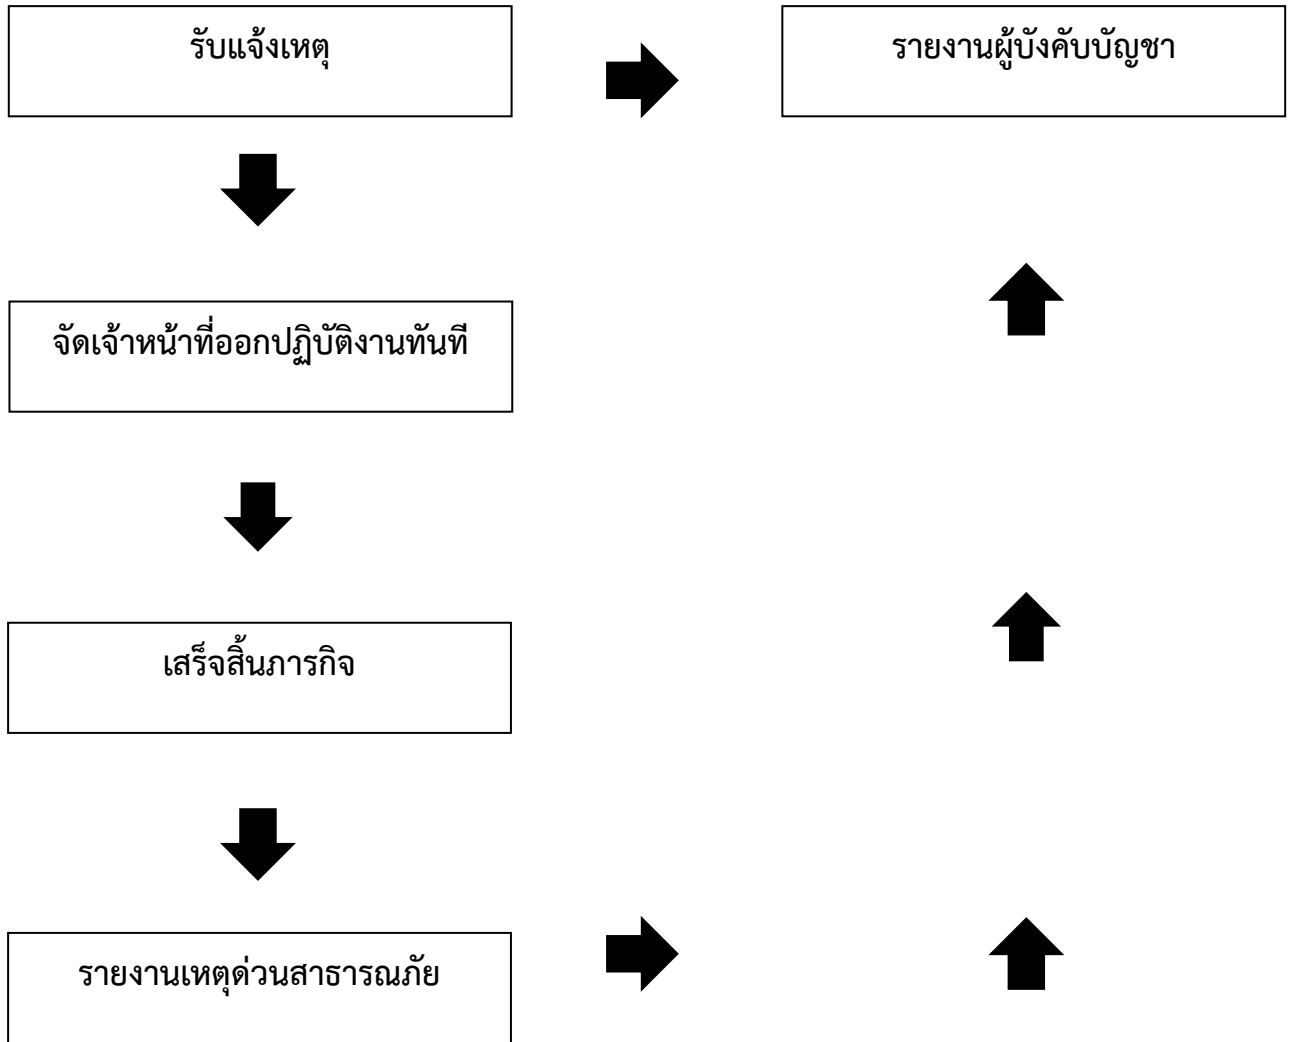 รับแจ้งเหตุ
รายงานผู้บังคับบัญชา
จัดเจ้าหน้าที่ออกปฏิบัติงานทันที
เสร็จสิ้นภารกิจ
รายงานเหตุด่วนสาธารณภัย